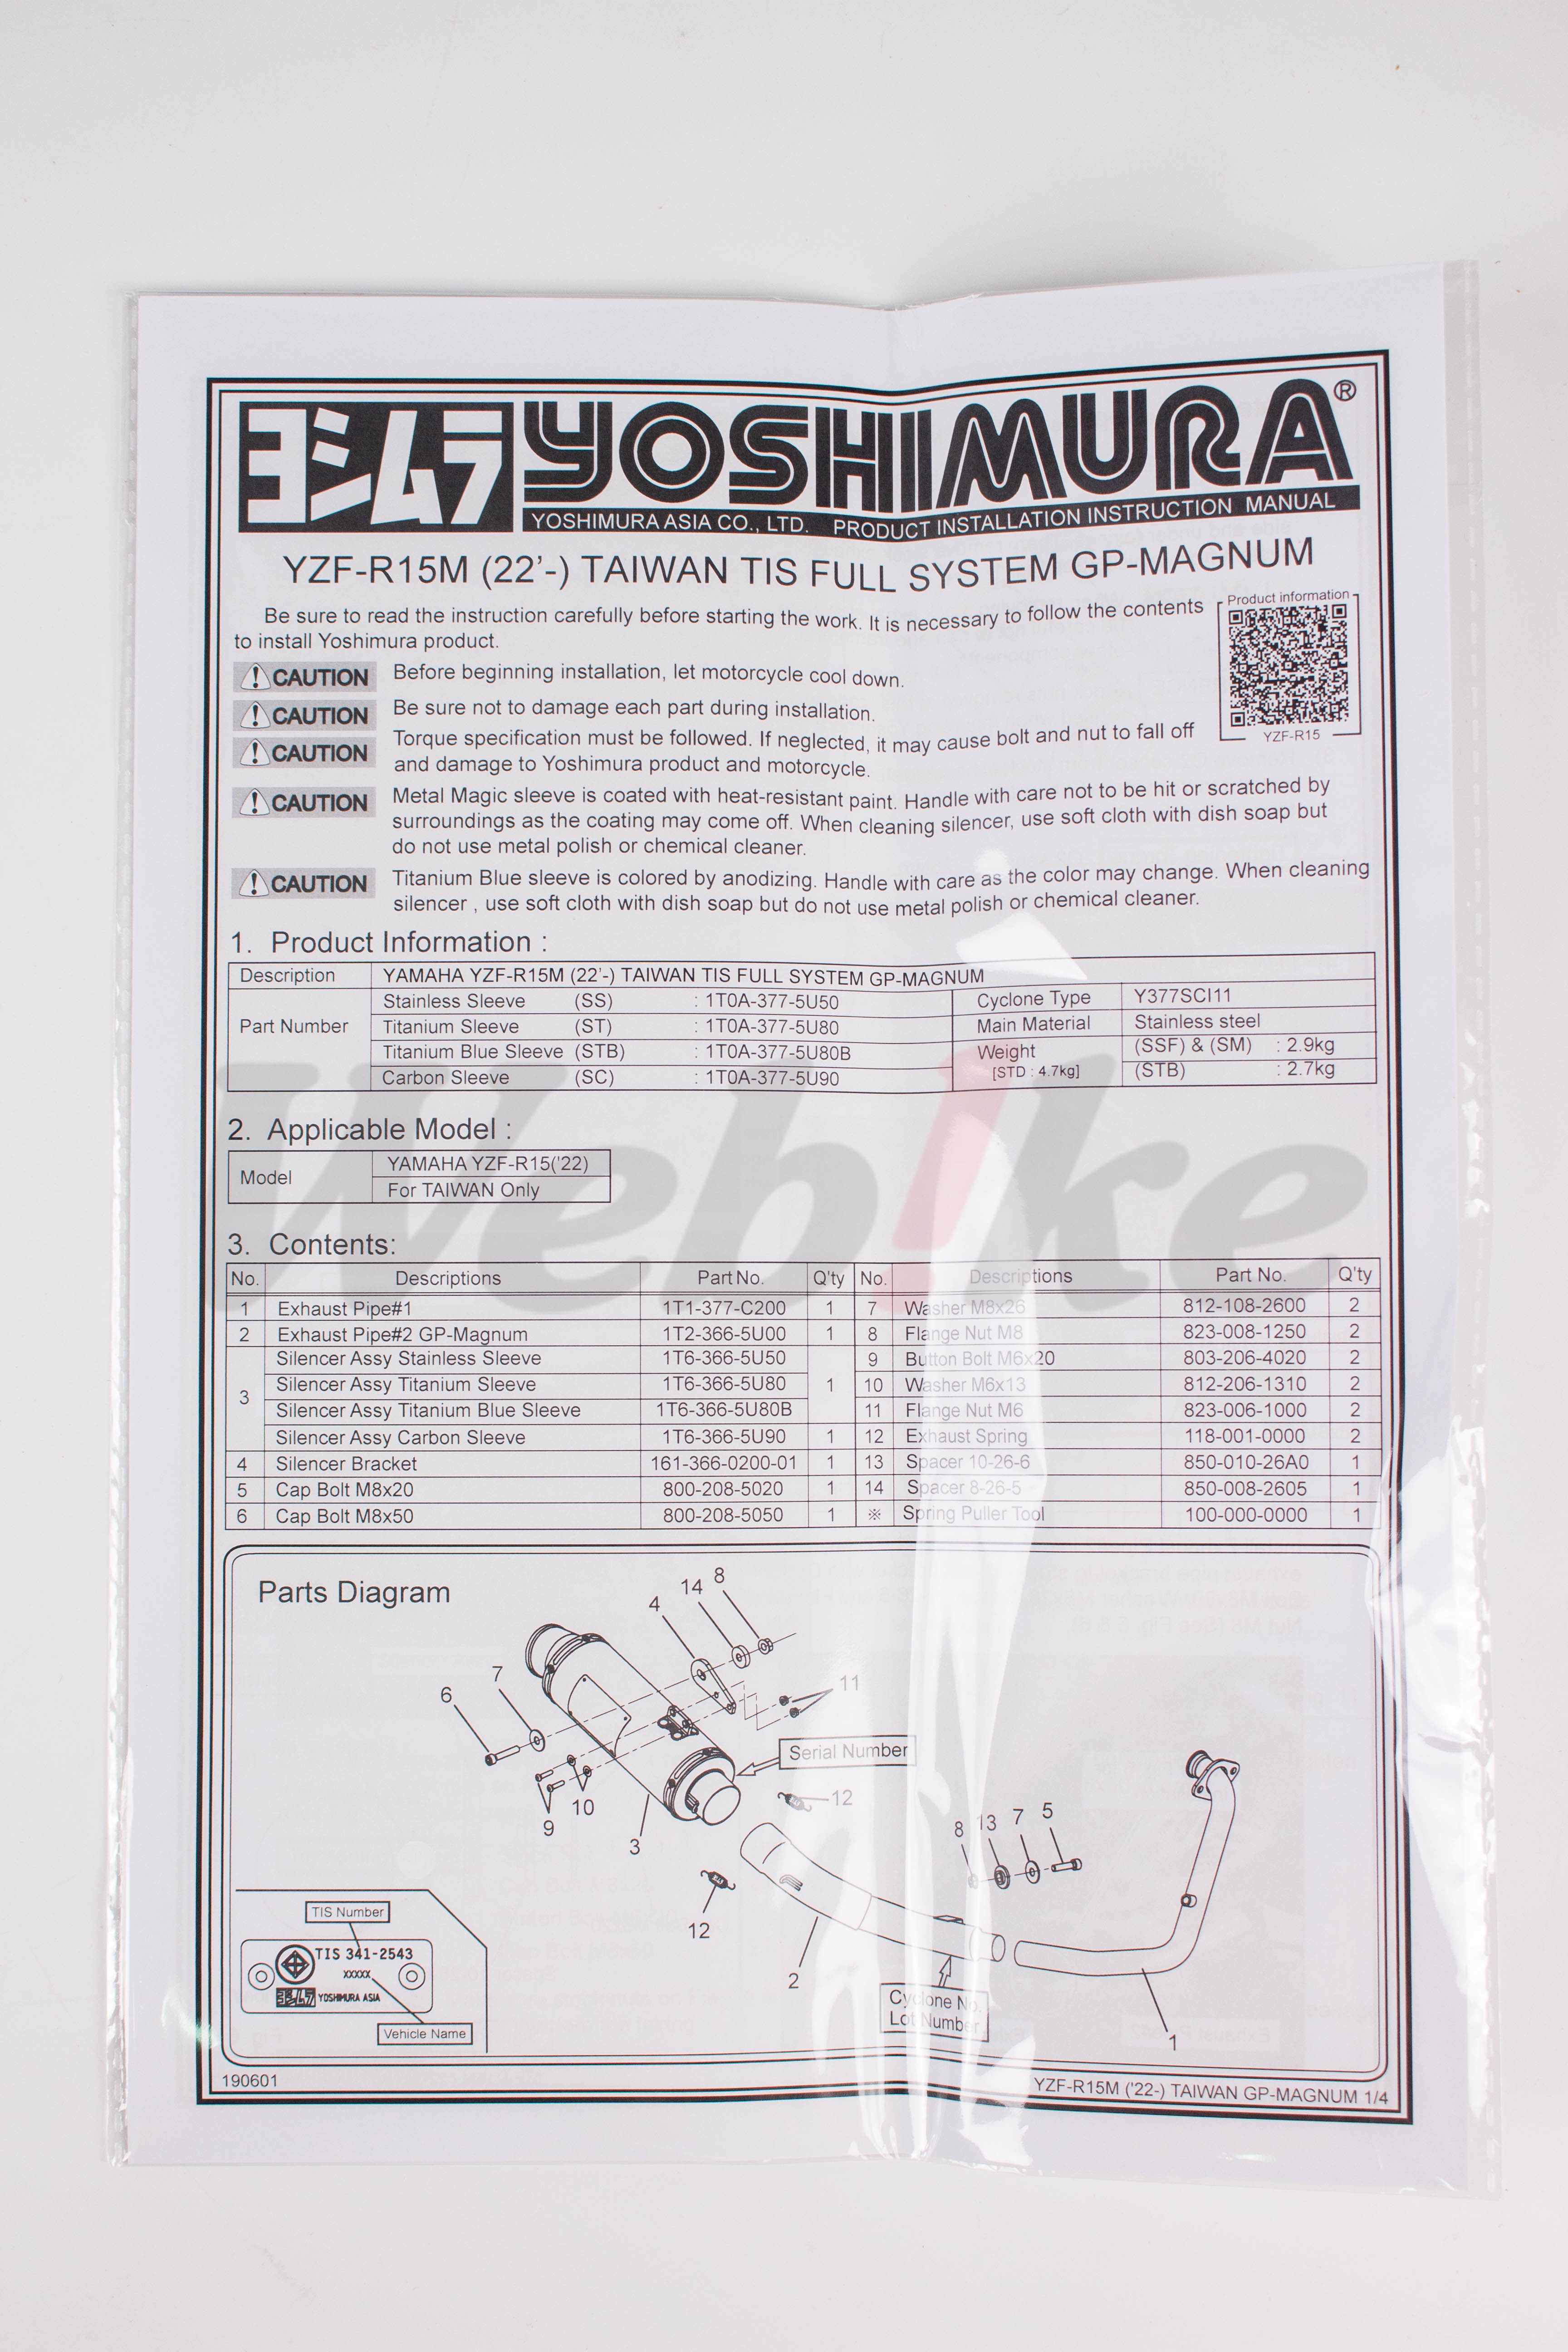 ヨシムラ YOSHIMURA®
YOSHIMURA ASIA CO., LTD. PRODUCT INSTALLATION INSTRUCTION MANUAL
YZF-R15M (22'-) TAIWAN TIS FULL SYSTEM GP-MAGNUM
Be sure to read the instruction carefully before starting the work. It is necessary to follow the contents
to install Yoshimura product.
Product information
YZF-R15
CAUTION Before beginning installation, let motorcycle cool down.
CAUTION Be sure not to damage each part during installation.
CAUTION Torque specification must be followed. If neglected, it may cause bolt and nut to fall off
and damage to Yoshimura product and motorcycle.
CAUTION Metal Magic sleeve is coated with heat-resistant paint. Handle with care not to be hit or scratched by
surroundings as the coating may come off. When cleaning silencer, use soft cloth with dish soap but
do not use metal polish or chemical cleaner.
CAUTION Titanium Blue sleeve is colored by anodizing. Handle with care as the color may change. When cleaning
silencer , use soft cloth with dish soap but do not use metal polish or chemical cleaner.
1. Product Information :
Description YAMAHA YZF-R15M (22'-) TAIWAN TIS FULL SYSTEM GP-MAGNUM
Part Number
Stainless Sleeve (SS) : 1T0A-377-5U50 Cyclone Type Y377SCI11
Titanium Sleeve (ST) : 1T0A-377-5U80 Main Material Stainless steel
Titanium Blue Sleeve (STB) : 1T0A-377-5U80B Weight (SSF) & (SM) : 2.9kg
Carbon Sleeve (SC) : 1T0A-377-5U90 [STD : 4.7kg] (STB) : 2.7kg
Webike
2. Applicable Model :
Model YAMAHA YZF-R15('22)
For TAIWAN Only
3. Contents:
No. Descriptions Part No. Q'ty No. Descriptions Part No. Q'ty
1 Exhaust Pipe#1 1T1-377-C200 1 7 Washer M8x26 812-108-2600 2
2 Exhaust Pipe#2 GP-Magnum 1T2-366-5U00 1 8 Flange Nut M8 823-008-1250 2
3 Silencer Assy Stainless Sleeve 1T6-366-5U50 9 Button Bolt M6x20 803-206-4020 2
Silencer Assy Titanium Sleeve 1T6-366-5U80 1 10 Washer M6x13 812-206-1310 2
Silencer Assy Titanium Blue Sleeve 1T6-366-5U80B 11 Flange Nut M6 823-006-1000 2
Silencer Assy Carbon Sleeve 1T6-366-5U90 1 12 Exhaust Spring 118-001-0000 2
4 Silencer Bracket 161-366-0200-01 1 13 Spacer 10-26-6 850-010-26A0 1
5 Cap Bolt M8x20 800-208-5020 1 14 Spacer 8-26-5 850-008-2605 1
6 Cap Bolt M8x50 800-208-5050 1 ※ Spring Puller Tool 100-000-0000 1
Parts Diagram
4 14 8
6 7 11
Serial Number
9 10 3 12
8 13 7 5
12 2
Cyclone No.
Lot Number
1
TIS Number
TIS 341-2543
XXXXX
ヨシムラ YOSHIMURA ASIA
Vehicle Name
190601
YZF-R15M ('22-) TAIWAN GP-MAGNUM 1/4